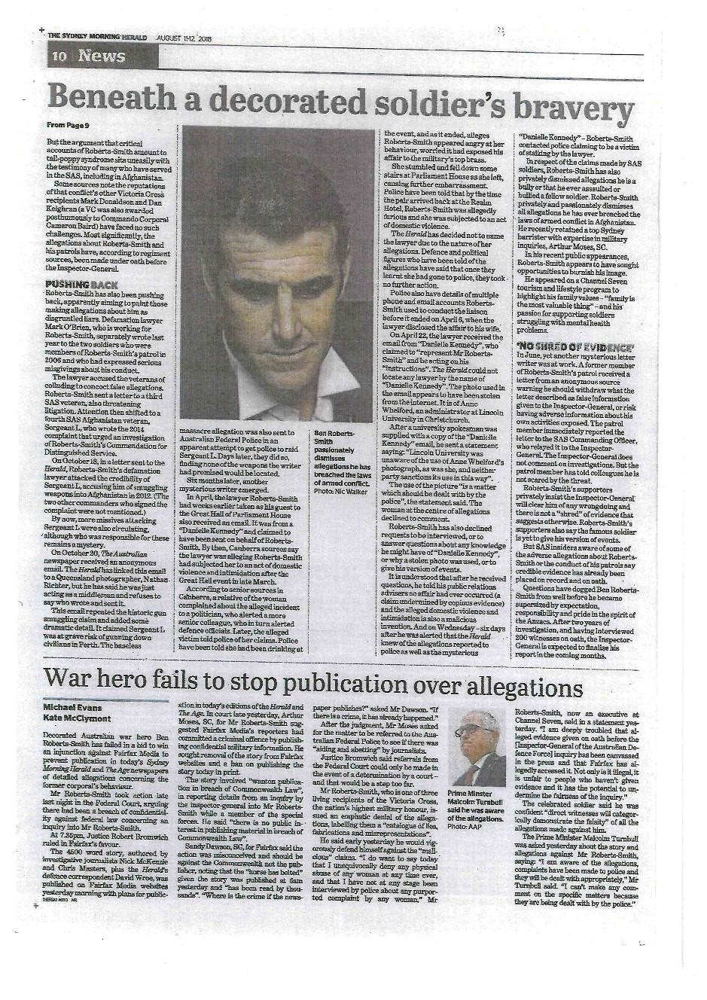 THE SYDNEY MORNING HERALD AUGUST 11-12 2018
10 News
Beneath a decorated soldier's bravery
From Page 9
But the argument that critical
accounts of Roberts-Smith amount to
tall-poppy syndrome sits uneasily with
the testimony of many who have served
in the SAS, including in Afghanistan.
Some sources note the reputations
of that conflict's other Victoria Cross
recipients Mark Donaldson and Dan
Keighran (a VC was also awarded
posthumously to Commando Corporal
Cameron Baird) have faced no such
challenges. Most significantly, the
allegations about Roberts-Smith and
his patrols have, according to regiment
sources, been made under oath before
the Inspector-General.
PUSHING BACK
Roberts-Smith has also been pushing
back, apparently aiming to paint those
making allegations about him as
disgruntled liars. Defamation lawyer
Mark O'Brien, who is working for
Roberts-Smith, separately wrote last
year to the two soldiers who were
members of Roberts-Smith's patrol in
2006 and who had expressed serious
misgivings about his conduct.
The lawyer accused the veterans of
colluding to concoct false allegations.
Roberts-Smith sent a letter to a third
SAS veteran, also threatening
litigation. Attention then shifted to a
fourth SAS Afghanistan veteran,
Sergeant L, who wrote the 2014
complaint that urged an investigation
of Roberts-Smith's Commendation for
Distinguished Service.
On October 18, in a letter sent to the
Herald, Roberts-Smith's defamation
lawyer attacked the credibility of
Sergeant L, accusing him of smuggling
weapons into Afghanistan in 2012. (The
two other commanders who signed the
complaint were not mentioned.)
By now, more missives attacking
Sergeant L were also circulating,
although who was responsible for these
remains a mystery.
On October 20, The Australian
newspaper received an anonymous
email. The Herald has linked this email
to a Queensland photographer, Nathan
Richter, but he has said he was just
acting as a middleman and refuses to
say who wrote and sent it.
This email repeated the historic gun
smuggling claim and added some
dramatic detail. It claimed Sergeant L
was at grave risk of gunning down
civilians in Perth. The baseless
massacre allegation was also sent to
Australian Federal Police in an
apparent attempt to get police to raid
Sergeant L. Days later, they did so,
finding none of the weapons the writer
had promised would be located.
Six months later, another
mysterious writer emerged.
In April, the lawyer Roberts-Smith
had weeks earlier taken as his guest to
the Great Hall of Parliament House
also received an email. It was from a
"Danielle Kennedy" and claimed to
have been sent on behalf of Roberts-
Smith. By then, Canberra sources say
the lawyer was alleging Roberts-Smith
had subjected her to an act of domestic
violence and intimidation after the
Great Hall event in late March.
According to senior sources in
Canberra, a relative of the woman
complained about the alleged incident
to a politician, who alerted a more
senior colleague, who in turn alerted
defence officials. Later, the alleged
victim told police of her claims. Police
have been told she had been drinking at
Ben Roberts-
Smith
passionately
dismisses
allegations he has
breached the laws
of armed conflict.
Photo: Nic Walker
the event, and as it ended, alleges
Roberts-Smith appeared angry at her
behaviour, worried it had exposed his
affair to the military's top brass.
She stumbled and fell down some
stairs at Parliament House as she left,
causing further embarrassment.
Police have been told that by the time
the pair arrived back at the Realm
Hotel, Roberts-Smith was allegedly
furious and she was subjected to an act
of domestic violence.
The Herald has decided not to name
the lawyer due to the nature of her
allegations. Defence and political
figures who have been told of the
allegations have said that once they
learnt she had gone to police, they took
no further action.
Police also have details of multiple
phone and email accounts Roberts-
Smith used to conduct the liaison
before it ended on April 6, when the
lawyer disclosed the affair to his wife.
On April 22, the lawyer received the
email from "Danielle Kennedy", who
claimed to "represent Mr Roberts-
Smith" and be acting on his
"instructions". The Herald could not
locate any lawyer by the name of
"Danielle Kennedy". The photo used in
the email appears to have been stolen
from the internet. It is of Anne
Whelford, an administrator at Lincoln
University in Christchurch.
After a university spokesman was
supplied with a copy of the "Danielle
Kennedy" email, he sent a statement
saying: "Lincoln University was
unaware of the use of Anne Whelford's
photograph, as was she, and neither
party sanctions its use in this way".
The use of the picture "is a matter
which should be dealt with by the
police", the statement said. The
woman at the centre of allegations
declined to comment.
Roberts-Smith has also declined
requests to be interviewed, or to
answer questions about any knowledge
he might have of "Danielle Kennedy"
or why a stolen photo was used, or to
give his version of events.
It is understood that after he received
questions, he told his public relations
advisers no affair had ever occurred (a
claim undermined by copious evidence)
and the alleged domestic violence and
intimidation is also a malicious
invention. And on Wednesday – six days
after he was alerted that the Herald
knew of the allegations reported to
police as well as the mysterious
"Danielle Kennedy" – Roberts-Smith
contacted police claiming to be a victim
of stalking by the lawyer.
In respect of the claims made by SAS
soldiers, Roberts-Smith has also
privately dismissed allegations he is a
bully or that he ever assaulted or
bullied a fellow soldier. Roberts-Smith
privately and passionately dismisses
all allegations he has ever breached the
laws of armed conflict in Afghanistan.
He recently retained a top Sydney
barrister with expertise in military
inquiries, Arthur Moses, SC.
In his recent public appearances,
Roberts-Smith appears to have sought
opportunities to burnish his image.
He appeared on a Channel Seven
tourism and lifestyle program to
highlight his family values – "family is
the most valuable thing" – and his
passion for supporting soldiers
struggling with mental health
problems.
'NO SHRED OF EVIDENCE'
In June, yet another mysterious letter
writer was at work. A former member
of Roberts-Smith's patrol received a
letter from an anonymous source
warning he should withdraw what the
letter described as false information
given to the Inspector-General, or risk
having adverse information about his
own activities exposed. The patrol
member immediately reported the
letter to the SAS Commanding Officer,
who relayed it to the Inspector-
General. The Inspector-General does
not comment on investigations. But the
patrol member has told colleagues he is
not scared by the threat.
Roberts-Smith's supporters
privately insist the Inspector-General
will clear him of any wrongdoing and
there is not a "shred" of evidence that
suggests otherwise. Roberts-Smith's
supporters also say the famous soldier
is yet to give his version of events.
But SAS insiders aware of some of
the adverse allegations about Roberts-
Smith or the conduct of his patrols say
credible evidence has already been
placed on record and on oath.
Questions have dogged Ben Roberts-
Smith from well before he became
supersized by expectation,
responsibility and pride in the spirit of
the Anzacs. After two years of
investigation, and having interviewed
200 witnesses on oath, the Inspector-
General is expected to finalise his
report in the coming months.
War hero fails to stop publication over allegations
Michael Evans
Kate McClymont
Decorated Australian war hero Ben
Roberts-Smith has failed in a bid to win
an injunction against Fairfax Media to
prevent publication in today's Sydney
Morning Herald and The Age newspapers
of detailed allegations concerning the
former corporal's behaviour.
Mr Roberts-Smith took action late
last night in the Federal Court, arguing
there had been a breach of confidential-
ity against federal law concerning an
inquiry into Mr Roberts-Smith.
At 7.35pm, Justice Robert Bromwich
ruled in Fairfax's favour.
The 4500 word story, authored by
investigative journalists Nick McKenzie
and Chris Masters, plus the Herald's
defence correspondent David Wroe, was
published on Fairfax Media websites
yesterday morning with plans for public-
ation in today's editions of the Herald and
The Age. In court late yesterday, Arthur
Moses, SC, for Mr Roberts-Smith sug-
gested Fairfax Media's reporters had
committed a criminal offence by publish-
ing confidential military information. He
sought removal of the story from Fairfax
websites and a ban on publishing the
story today in print.
The story involved "wanton publica-
tion in breach of Commonwealth Law",
in reporting details from an inquiry by
the inspector-general into Mr Roberts-
Smith while a member of the special
forces. He said "there is no public in-
terest in publishing material in breach of
Commonwealth Law".
Sandy Dawson, SC, for Fairfax said the
action was misconceived and should be
against the Commonwealth not the pub-
lisher, noting that the "horse has bolted"
given the story was published at 5am
yesterday and "has been read by thou-
sands". "Where is the crime if the news-
paper publishes?" asked Mr Dawson. "If
there is a crime, it has already happened."
After the judgment, Mr Moses asked
for the matter to be referred to the Aus-
tralian Federal Police to see if there was
"aiding and abetting" by journalists.
Justice Bromwich said referrals from
the Federal Court could only be made in
the event of a determination by a court –
and that would be a step too far.
Mr Roberts-Smith, who is one of three
living recipients of the Victoria Cross,
the nation's highest military honour, is-
sued an emphatic denial of the allega-
tions, labelling them a "catalogue of lies,
fabrications and misrepresentations".
He said early yesterday he would vig-
orously defend himself against the "mali-
cious" claims. "I do want to say today
that I unequivocally deny any physical
abuse of any woman at any time ever,
and that I have not at any stage been
interviewed by police about any purpor-
ted complaint by any woman," Mr
Prime Minster
Malcolm Turnbull
said he was aware
of the allegations.
Photo: AAP
Roberts-Smith, now an executive at
Channel Seven, said in a statement yes-
terday. "I am deeply troubled that al-
leged evidence given on oath before the
[Inspector-General of the Australian De-
fence Force] inquiry has been canvassed
in the press and that Fairfax has al-
legedly accessed it. Not only is it illegal, it
is unfair to people who haven't given
evidence and it has the potential to un-
dermine the fairness of the inquiry."
The celebrated soldier said he was
confident "direct witnesses will categor-
ically demonstrate the falsity" of all the
allegations made against him.
The Prime Minister Malcolm Turnbull
was asked yesterday about the story and
allegations against Mr Roberts-Smith,
saying: "I am aware of the allegations,
complaints have been made to police and
they will be dealt with appropriately," Mr
Turnbull said. "I can't make any com-
ment on the specific matters because
they are being dealt with by the police."